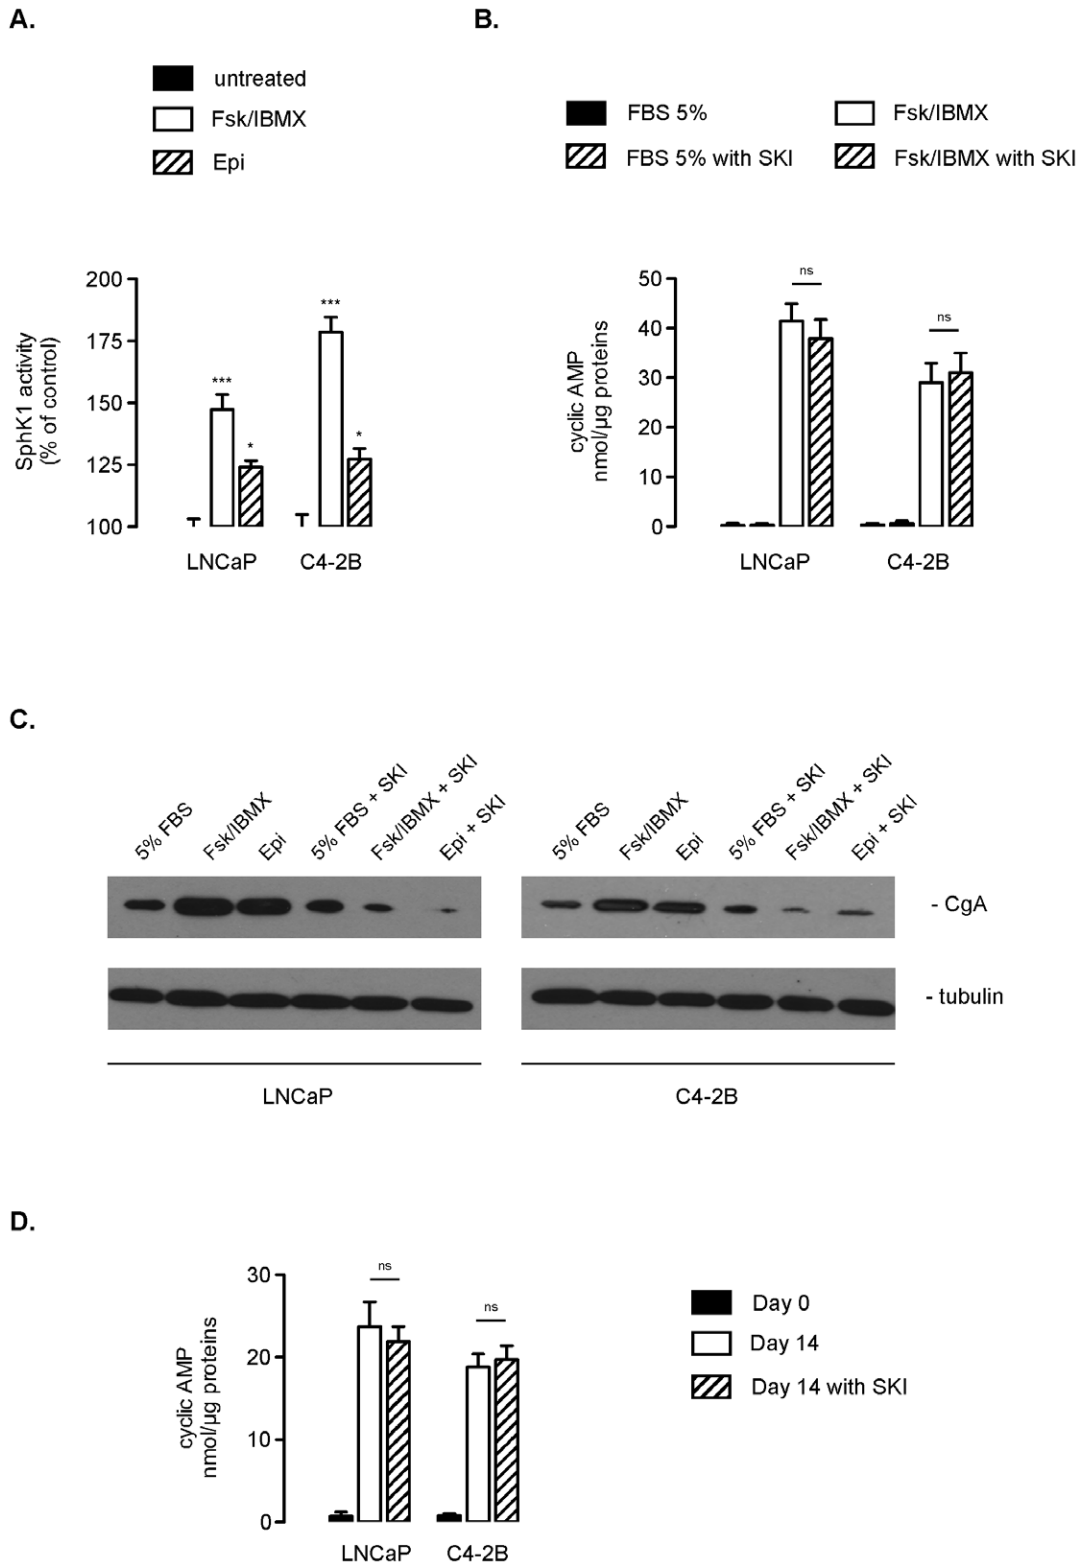 A.
untreated
Fsk/IBMX
Epi
SphK1 activity
(% of control)
200
175
150
125
100
***
*
***
*
LNCaP
C4-2B
B.
FBS 5%
Fsk/IBMX
FBS 5% with SKI
Fsk/IBMX with SKI
cyclic AMP
nmol/µg proteins
50
40
30
20
10
0
ns
ns
LNCaP
C4-2B
C.
5% FBS
Fsk/IBMX
Epi
5% FBS + SKI
Fsk/IBMX + SKI
Epi + SKI
5% FBS
Fsk/IBMX
Epi
5% FBS + SKI
Fsk/IBMX + SKI
Epi + SKI
- CgA
- tubulin
LNCaP
C4-2B
D.
cyclic AMP
nmol/µg proteins
30
20
10
0
ns
ns
LNCaP
C4-2B
Day 0
Day 14
Day 14 with SKI